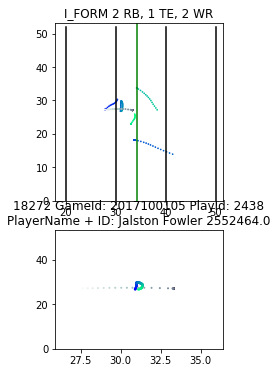 I_FORM 2 RB, 1 TE, 2 WR
50
40
30
20
10
0
20 30 40 50
18272 GameId: 2017100105 PlayId: 2438
PlayerName + ID: Jalston Fowler 2552464.0
40
20
0
27.5 30.0 32.5 35.0